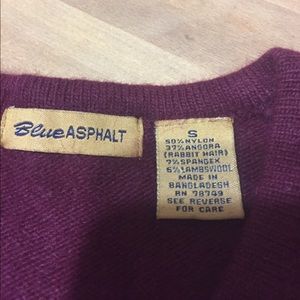 Blue ASPHALT
S
50% NYLON
37% ANGORA
(RABBIT HAIR)
7% SPANDEX
6% LAMBSWOOL
MADE IN
BANGLADESH
RN 78749
SEE REVERSE
FOR CARE